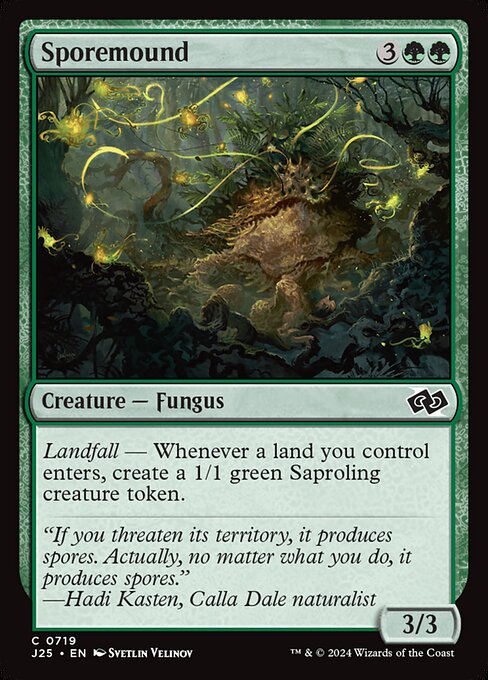 Sporemound 3
Creature — Fungus
Landfall — Whenever a land you control
enters, create a 1/1 green Saproling
creature token.
“If you threaten its territory, it produces
spores. Actually, no matter what you do, it
produces spores.”
—Hadi Kasten, Calla Dale naturalist
3/3
C 0719
J25 • EN Svetlin Velinov
™ & © 2024 Wizards of the Coast